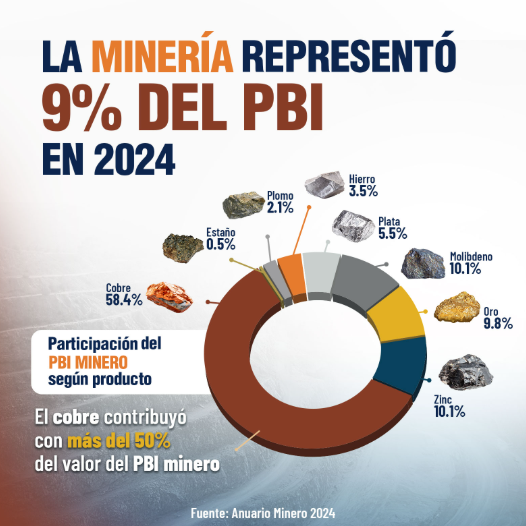 LA MINERÍA REPRESENTÓ
9% DEL PBI
EN 2024
Hierro
3.5%
Plomo
2.1%
Plata
5.5%
Estaño
0.5%
Molibdeno
10.1%
Cobre
58.4%
Oro
9.8%
Zinc
10.1%
Participación del
PBI MINERO
según producto
El cobre contribuyó
con más del 50%
del valor del PBI minero
Fuente: Anuario Minero 2024